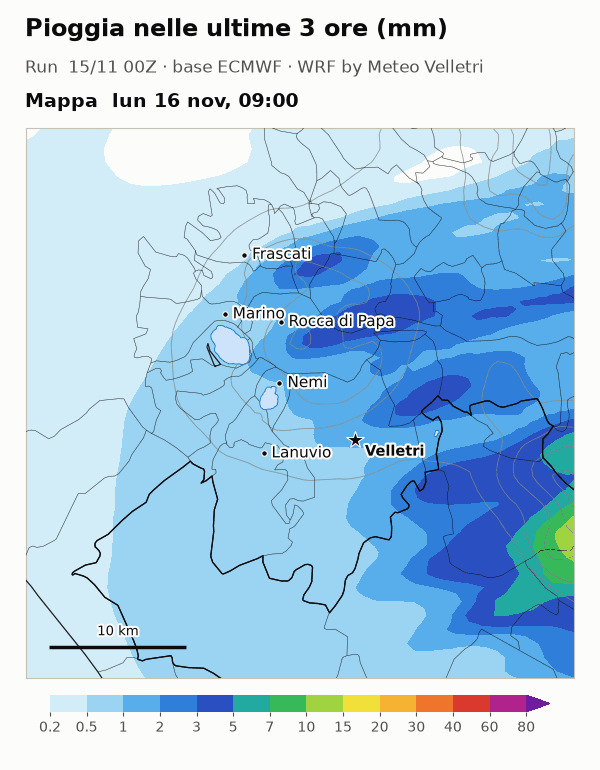 Pioggia nelle ultime 3 ore (mm)
Run  15/11 00Z · base ECMWF · WRF by Meteo Velletri
Mappa  lun 16 nov, 09:00
Frascati
Marino
Rocca di Papa
Nemi
Velletri
Lanuvio
10 km
0.2 0.5 1 2 3 5 7 10 15 20 30 40 60 80